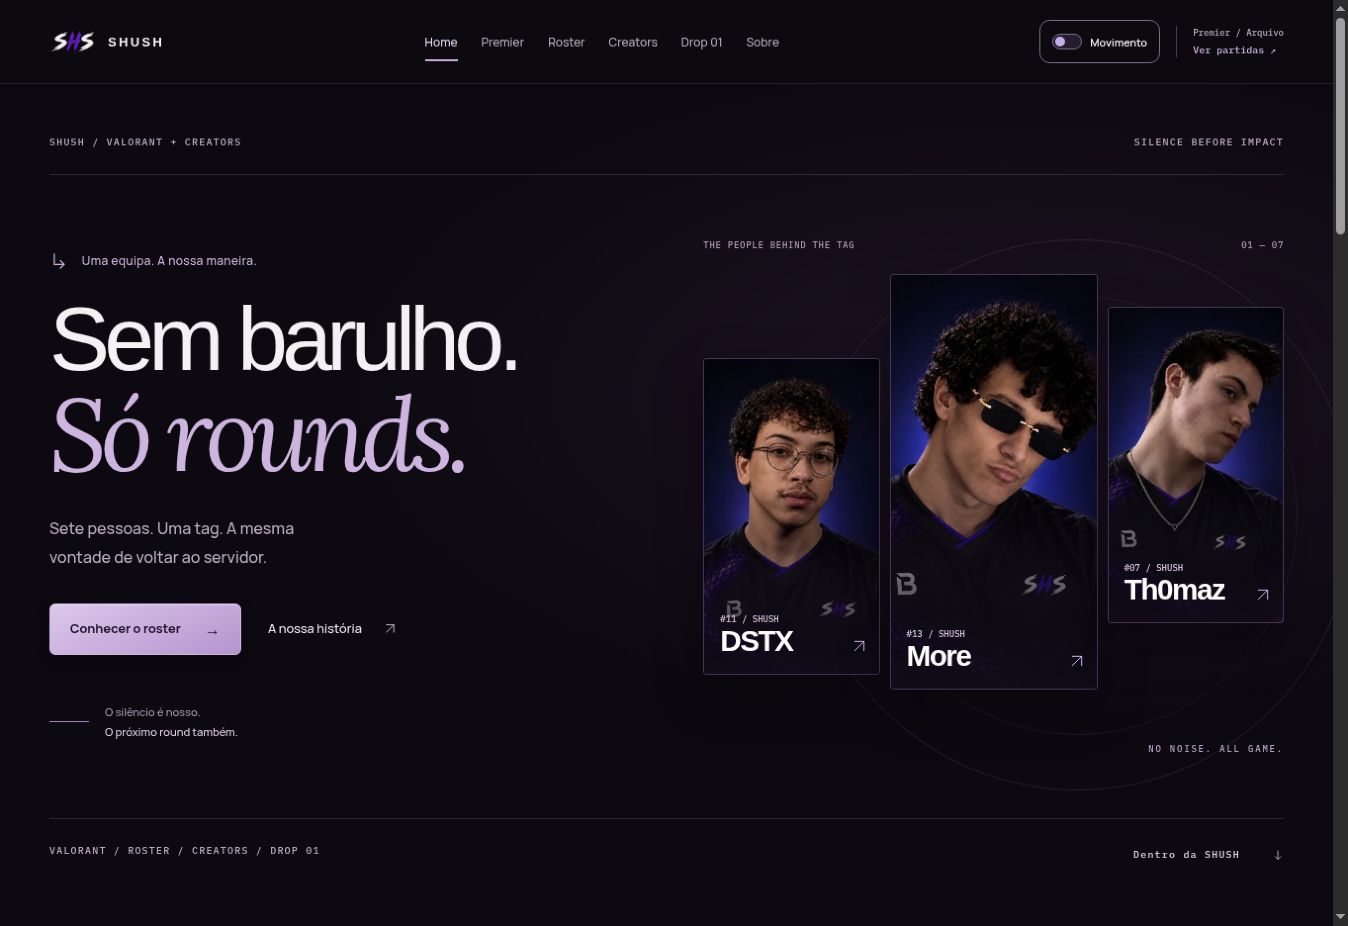 SHS SHUSH
Home Premier Roster Creators Drop 01 Sobre
Movimento
Premier / Arquivo
Ver partidas ↗
SHUSH / VALORANT + CREATORS
SILENCE BEFORE IMPACT
↳ Uma equipa. A nossa maneira.
Sem barulho.
Só rounds.
Sete pessoas. Uma tag. A mesma
vontade de voltar ao servidor.
Conhecer o roster →
A nossa história ↗
O silêncio é nosso.
O próximo round também.
THE PEOPLE BEHIND THE TAG
01 — 07
SHS
#11 / SHUSH
DSTX ↗
SHS
#13 / SHUSH
More ↗
SHS
#07 / SHUSH
Th0maz ↗
NO NOISE. ALL GAME.
VALORANT / ROSTER / CREATORS / DROP 01
Dentro da SHUSH ↓